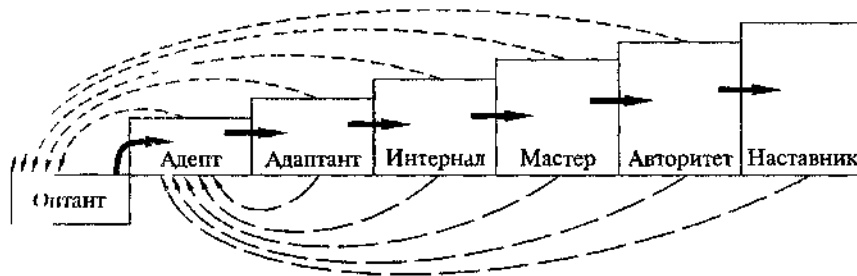 Адепт Адаптант Интернал Мастер Авторитет Наставник
Оптант